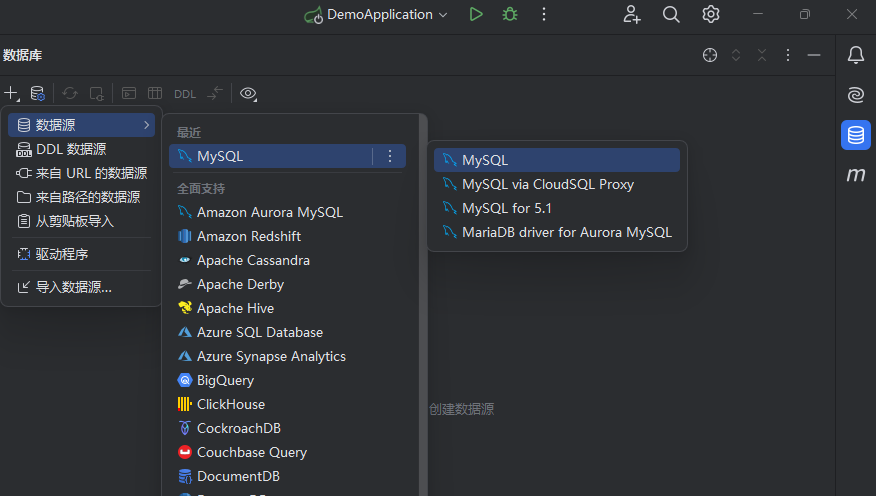 DemoApplication
数据库
DDL
数据源
DDL 数据源
来自 URL 的数据源
来自路径的数据源
从剪贴板导入
驱动程序
导入数据源...
最近
MySQL
全面支持
Amazon Aurora MySQL
Amazon Redshift
Apache Cassandra
Apache Derby
Apache Hive
Azure SQL Database
Azure Synapse Analytics
BigQuery
ClickHouse
CockroachDB
Couchbase Query
DocumentDB
MySQL
MySQL via CloudSQL Proxy
MySQL for 5.1
MariaDB driver for Aurora MySQL
创建数据源
m